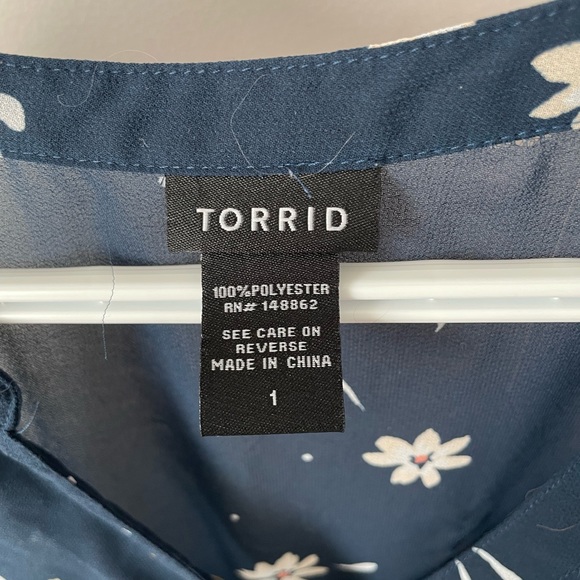 TORRID
100%POLYESTER
RN# 148862
SEE CARE ON
REVERSE
MADE IN CHINA
1